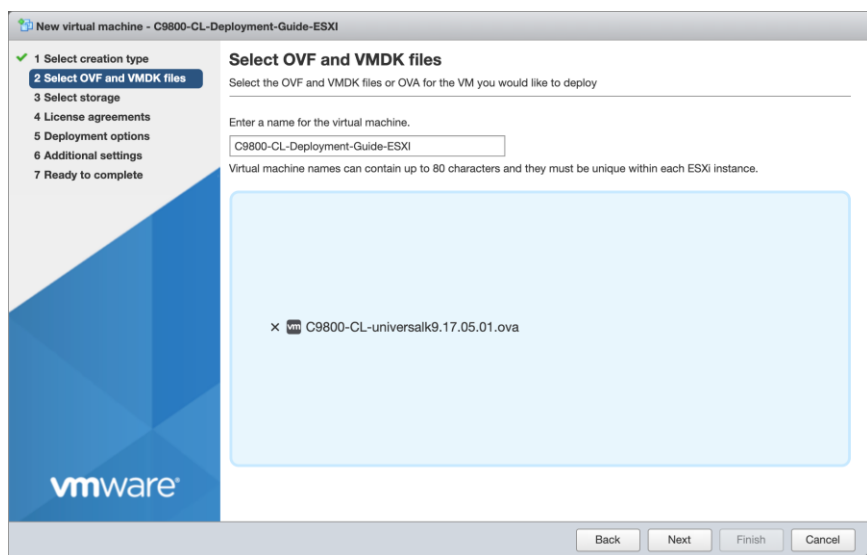 New virtual machine - C9800-CL-Deployment-Guide-ESXI
1 Select creation type
2 Select OVF and VMDK files
3 Select storage
4 License agreements
5 Deployment options
6 Additional settings
7 Ready to complete
vmware®
Select OVF and VMDK files
Select the OVF and VMDK files or OVA for the VM you would like to deploy
Enter a name for the virtual machine.
C9800-CL-Deployment-Guide-ESXI
Virtual machine names can contain up to 80 characters and they must be unique within each ESXi instance.
× vm C9800-CL-universalk9.17.05.01.ova
Back Next Finish Cancel